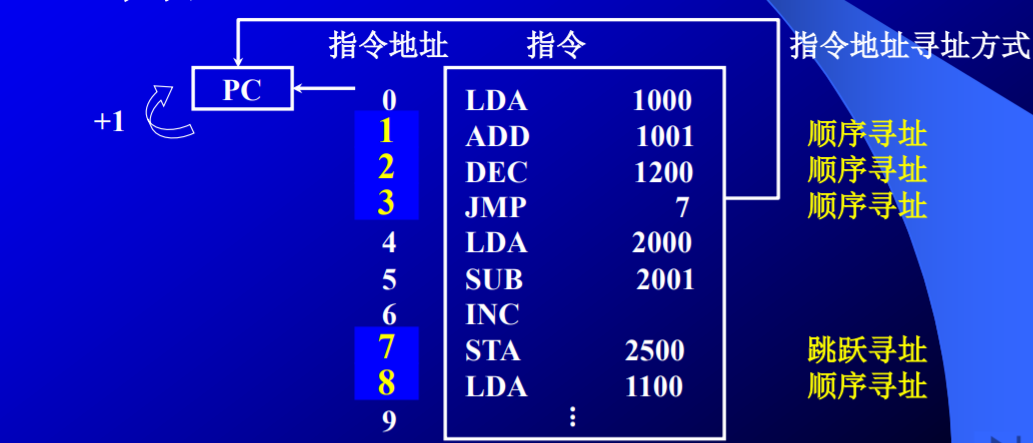 指令地址 指令 指令地址寻址方式
PC
+1
0 LDA 1000
1 ADD 1001 顺序寻址
2 DEC 1200 顺序寻址
3 JMP 7 顺序寻址
4 LDA 2000
5 SUB 2001
6 INC
7 STA 2500 跳跃寻址
8 LDA 1100 顺序寻址
9 ⋮